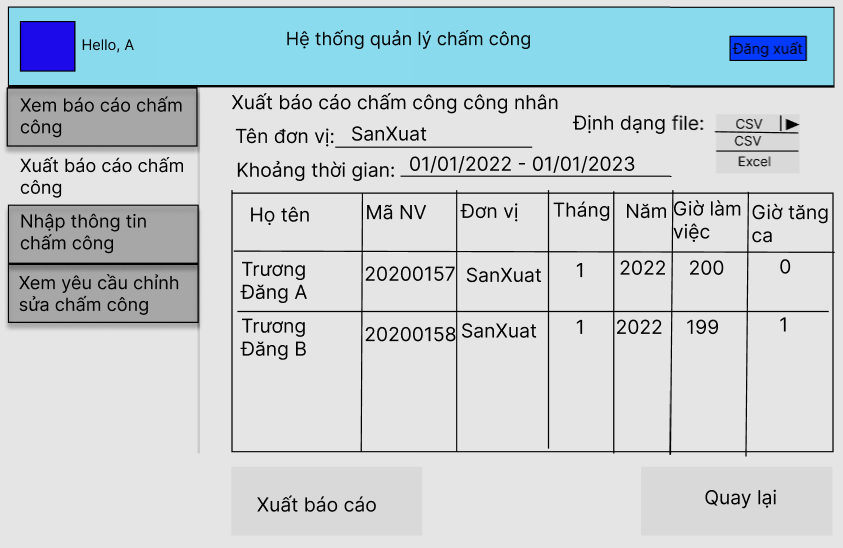 Hello, A
Hệ thống quản lý chấm công
Đăng xuất
Xem báo cáo chấm
công
Xuất báo cáo chấm
công
Nhập thông tin
chấm công
Xem yêu cầu chỉnh
sửa chấm công
Xuất báo cáo chấm công công nhân
Tên đơn vị: SanXuat
Định dạng file: CSV
CSV
Excel
Khoảng thời gian: 01/01/2022 - 01/01/2023
Họ tên Mã NV Đơn vị Tháng Năm Giờ làm Giờ tăng
việc ca
Trương 20200157 SanXuat 1 2022 200 0
Đăng A
Trương 20200158 SanXuat 1 2022 199 1
Đăng B
Xuất báo cáo
Quay lại